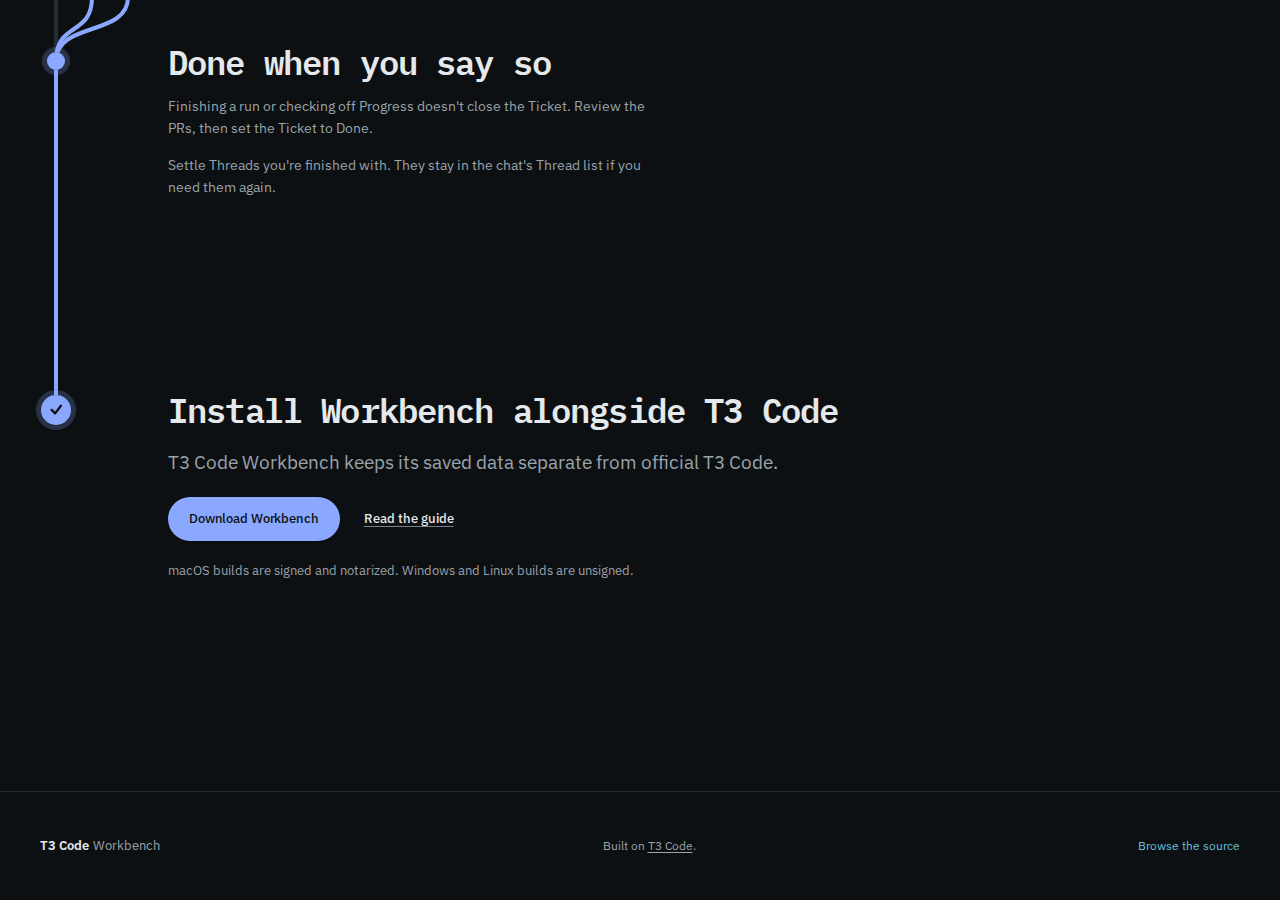 Done when you say so
Finishing a run or checking off Progress doesn't close the Ticket. Review the
PRs, then set the Ticket to Done.
Settle Threads you're finished with. They stay in the chat's Thread list if you
need them again.
Install Workbench alongside T3 Code
T3 Code Workbench keeps its saved data separate from official T3 Code.
Download Workbench
Read the guide
macOS builds are signed and notarized. Windows and Linux builds are unsigned.
T3 Code Workbench
Built on T3 Code.
Browse the source